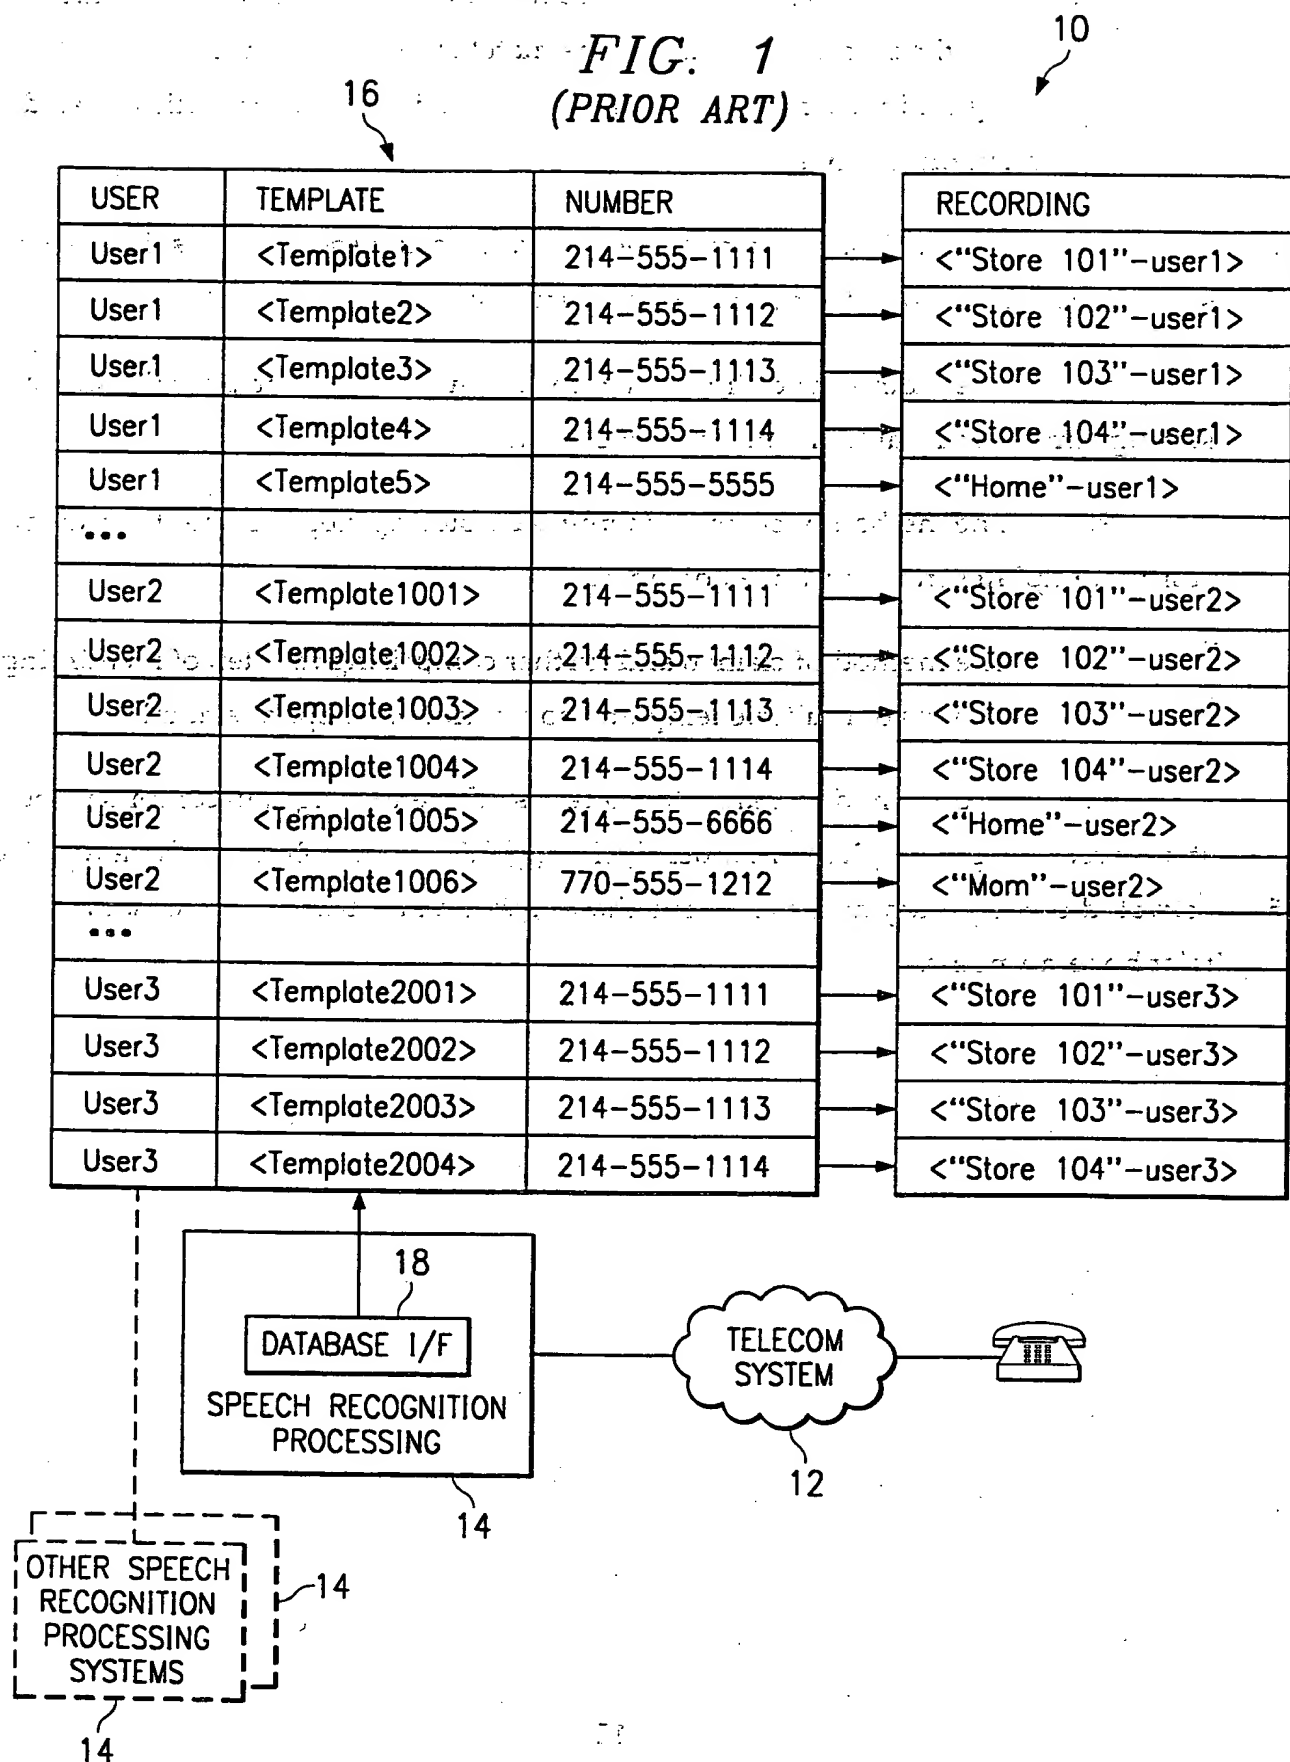 10
FIG. 1
(PRIOR ART)
16
USER TEMPLATE NUMBER RECORDING
User1 <Template1> 214-555-1111 <“Store 101”-user1>
User1 <Template2> 214-555-1112 <“Store 102”-user1>
User1 <Template3> 214-555-1113 <“Store 103”-user1>
User1 <Template4> 214-555-1114 <“Store 104”-user1>
User1 <Template5> 214-555-5555 <“Home”-user1>
...
User2 <Template1001> 214-555-1111 <“Store 101”-user2>
User2 <Template1002> 214-555-1112 <“Store 102”-user2>
User2 <Template1003> 214-555-1113 <“Store 103”-user2>
User2 <Template1004> 214-555-1114 <“Store 104”-user2>
User2 <Template1005> 214-555-6666 <“Home”-user2>
User2 <Template1006> 770-555-1212 <“Mom”-user2>
...
User3 <Template2001> 214-555-1111 <“Store 101”-user3>
User3 <Template2002> 214-555-1112 <“Store 102”-user3>
User3 <Template2003> 214-555-1113 <“Store 103”-user3>
User3 <Template2004> 214-555-1114 <“Store 104”-user3>
18
DATABASE I/F
SPEECH RECOGNITION
PROCESSING
14
TELECOM
SYSTEM
12
OTHER SPEECH
RECOGNITION
PROCESSING
SYSTEMS
14
14